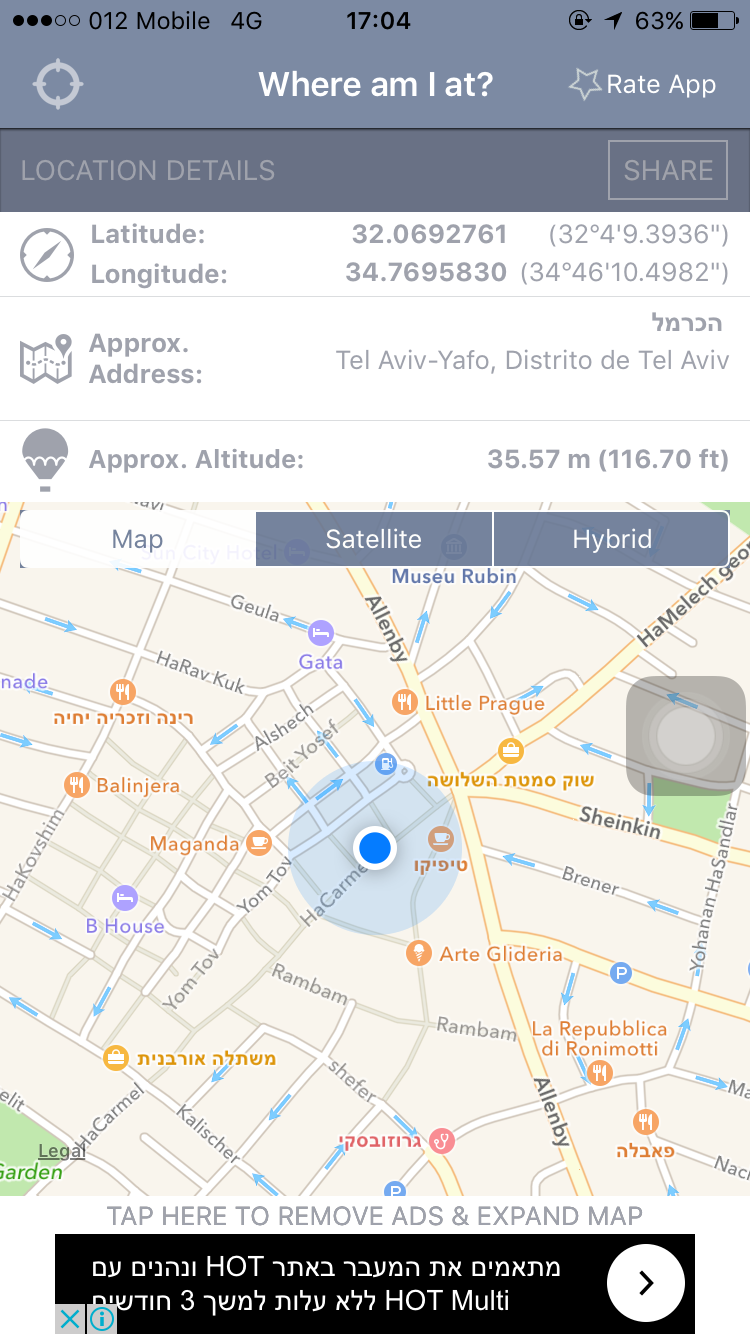 012 Mobile 4G 17:04 63%
Where am I at?
Rate App
LOCATION DETAILS
SHARE
Latitude: 32.0692761 (32°4'9.3936")
Longitude: 34.7695830 (34°46'10.4982")
הכרמל
Approx.
Address:
Tel Aviv-Yafo, Distrito de Tel Aviv
Approx. Altitude: 35.57 m (116.70 ft)
Map
Satellite
Hybrid
Sun City Hotel
Museu Rubin
HaMelech geor
Geula
Allenby
Gata
HaRav Kuk
nade
רינה וזכריה יחיה
Little Prague
Alshech
Beit Yosef
שוק סמטת השלושה
Balinjera
Sheinkin
HaKovshim
Maganda
טיפיקו
Yom Tov
HaCarmel
Brener
Yohanan HaSandlar
B House
Arte Glideria
Yom Tov
Rambam
Rambam
La Repubblica
di Ronimotti
משתלה אורבנית
shefer
Allenby
Ma
elit
HaCarmel
Kalischer
גרוזובסקי
פאבלה
Nac
Legal
Garden
P
P
TAP HERE TO REMOVE ADS & EXPAND MAP
מתאמים את המעבר באתר HOT ונהנים עם
HOT Multi ללא עלות למשך 3 חודשים